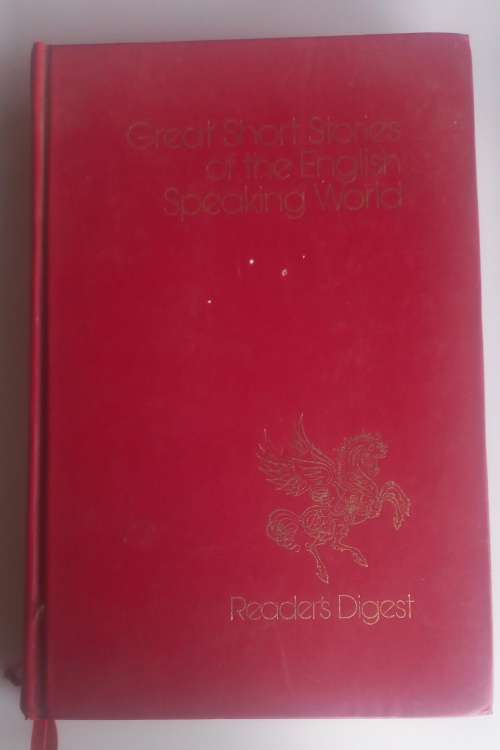 Great Short Stories
of the English
Speaking World
Reader's Digest